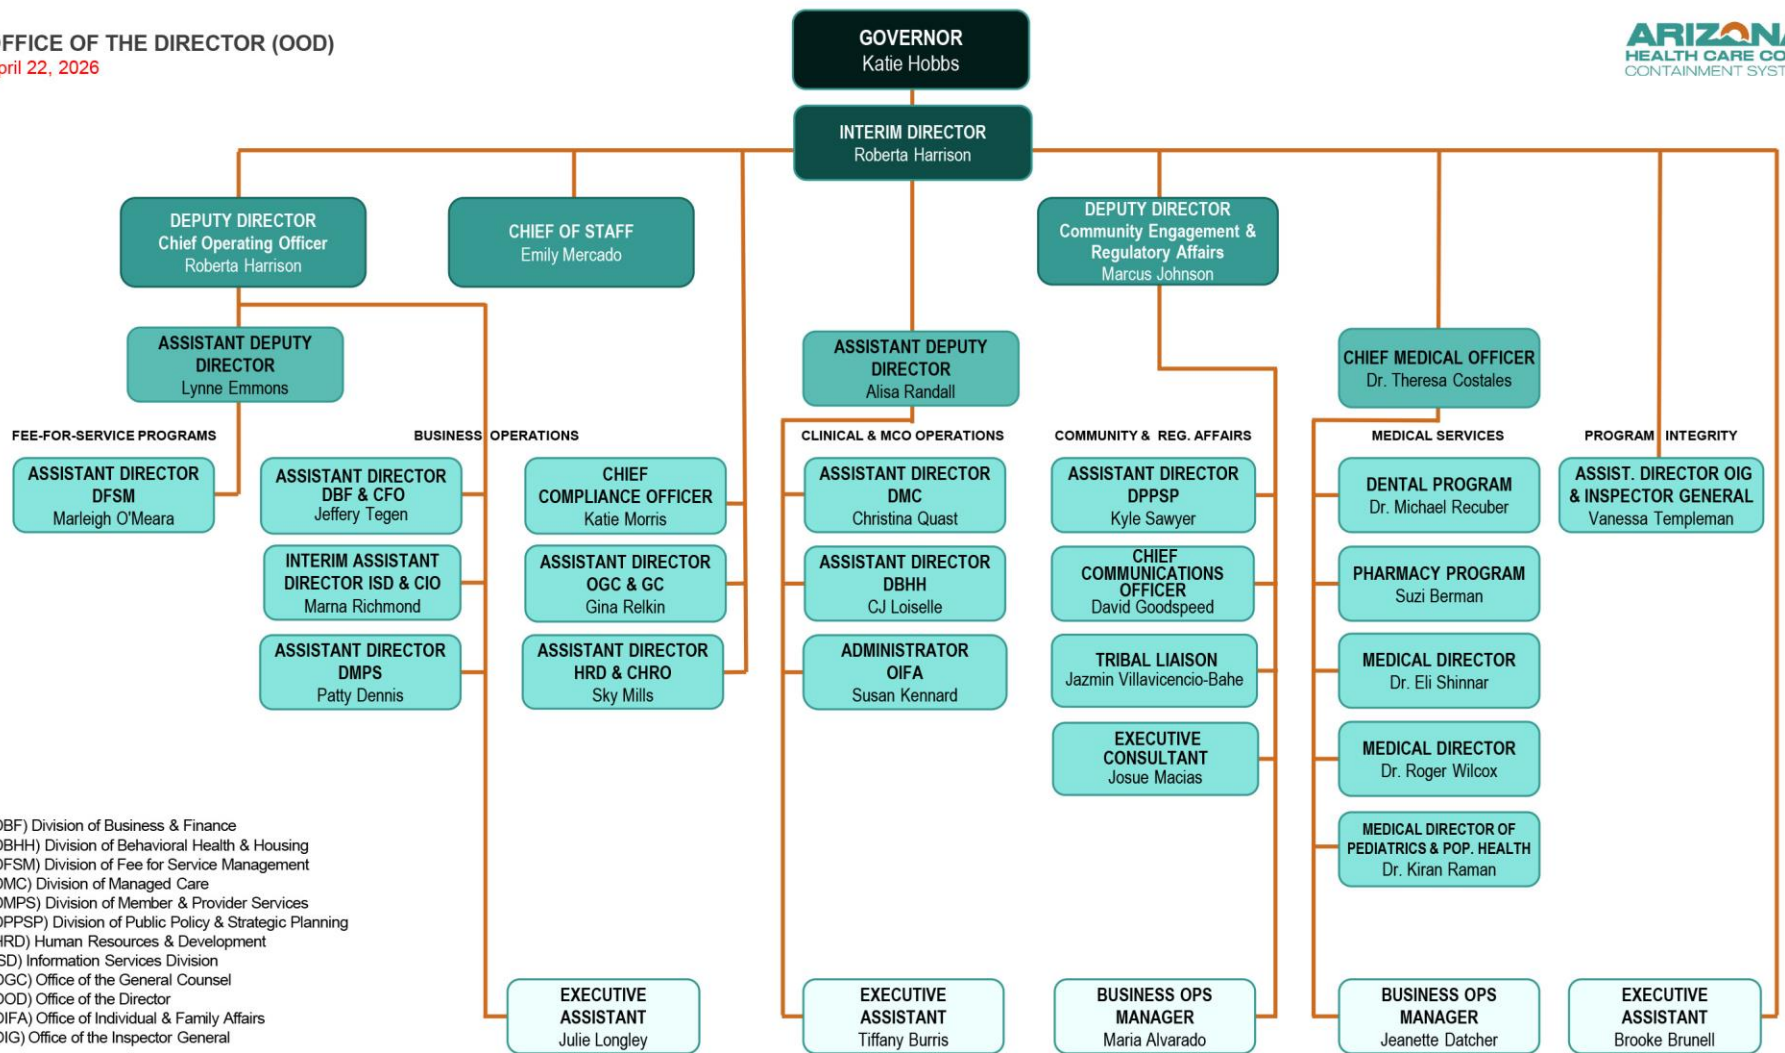 OFFICE OF THE DIRECTOR (OOD)
pril 22, 2026
ARIZONA
HEALTH CARE CO
CONTAINMENT SYST
GOVERNOR
Katie Hobbs
INTERIM DIRECTOR
Roberta Harrison
DEPUTY DIRECTOR
Chief Operating Officer
Roberta Harrison
CHIEF OF STAFF
Emily Mercado
DEPUTY DIRECTOR
Community Engagement &
Regulatory Affairs
Marcus Johnson
ASSISTANT DEPUTY
DIRECTOR
Lynne Emmons
ASSISTANT DEPUTY
DIRECTOR
Alisa Randall
CHIEF MEDICAL OFFICER
Dr. Theresa Costales
FEE-FOR-SERVICE PROGRAMS
BUSINESS OPERATIONS
CLINICAL & MCO OPERATIONS
COMMUNITY & REG. AFFAIRS
MEDICAL SERVICES
PROGRAM INTEGRITY
ASSISTANT DIRECTOR
DFSM
Marleigh O'Meara
ASSISTANT DIRECTOR
DBF & CFO
Jeffery Tegen
CHIEF
COMPLIANCE OFFICER
Katie Morris
ASSISTANT DIRECTOR
DMC
Christina Quast
ASSISTANT DIRECTOR
DPPSP
Kyle Sawyer
DENTAL PROGRAM
Dr. Michael Recuber
ASSIST. DIRECTOR OIG
& INSPECTOR GENERAL
Vanessa Templeman
INTERIM ASSISTANT
DIRECTOR ISD & CIO
Marna Richmond
ASSISTANT DIRECTOR
OGC & GC
Gina Relkin
ASSISTANT DIRECTOR
DBHH
CJ Loiselle
CHIEF
COMMUNICATIONS
OFFICER
David Goodspeed
PHARMACY PROGRAM
Suzi Berman
ASSISTANT DIRECTOR
DMPS
Patty Dennis
ASSISTANT DIRECTOR
HRD & CHRO
Sky Mills
ADMINISTRATOR
OIFA
Susan Kennard
TRIBAL LIAISON
Jazmin Villavicencio-Bahe
MEDICAL DIRECTOR
Dr. Eli Shinnar
EXECUTIVE
CONSULTANT
Josue Macias
MEDICAL DIRECTOR
Dr. Roger Wilcox
MEDICAL DIRECTOR OF
PEDIATRICS & POP. HEALTH
Dr. Kiran Raman
DBF) Division of Business & Finance
DBHH) Division of Behavioral Health & Housing
DFSM) Division of Fee for Service Management
DMC) Division of Managed Care
DMPS) Division of Member & Provider Services
DPPSP) Division of Public Policy & Strategic Planning
HRD) Human Resources & Development
ISD) Information Services Division
OGC) Office of the General Counsel
OOD) Office of the Director
OIFA) Office of Individual & Family Affairs
OIG) Office of the Inspector General
EXECUTIVE
ASSISTANT
Julie Longley
EXECUTIVE
ASSISTANT
Tiffany Burris
BUSINESS OPS
MANAGER
Maria Alvarado
BUSINESS OPS
MANAGER
Jeanette Datcher
EXECUTIVE
ASSISTANT
Brooke Brunell